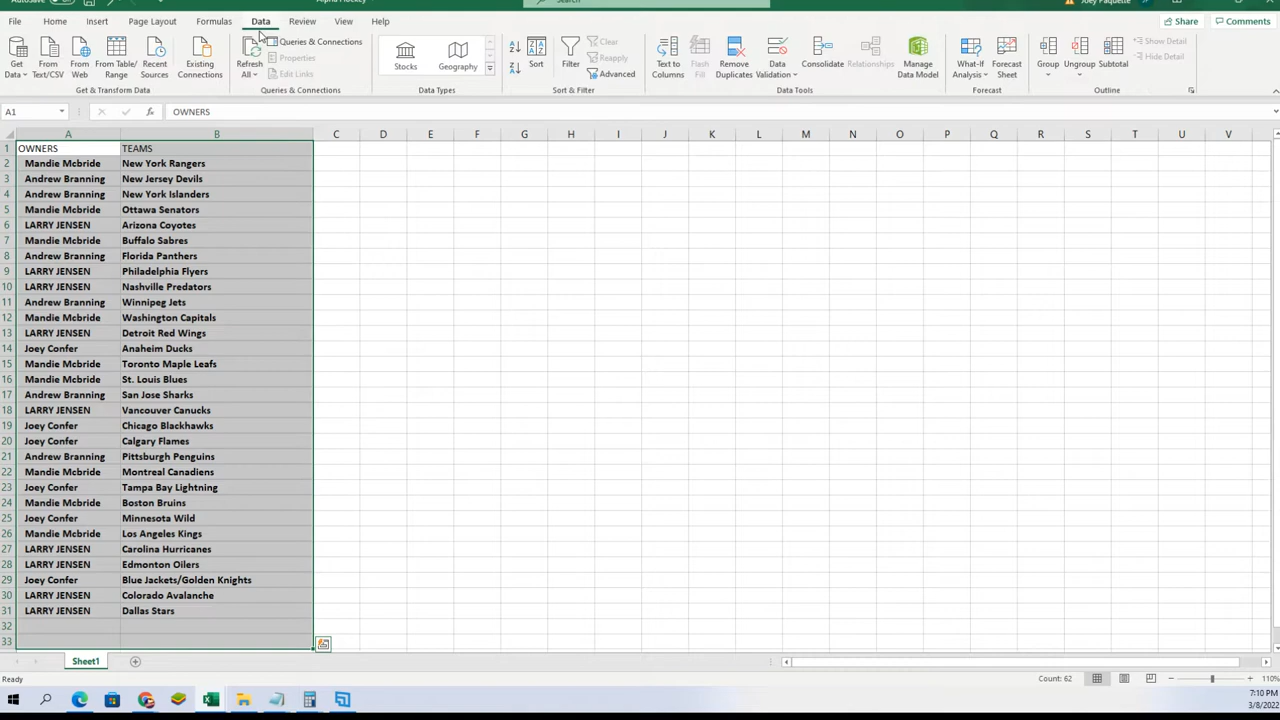 AutoSave Off Alpha Hockey Search Joey Paquette
File Home Insert Page Layout Formulas Data Review View Help Share Comments
Get Data From Text/CSV From Web From Table/Range Recent Sources Existing Connections
Get & Transform Data
Refresh All Queries & Connections Properties Edit Links
Queries & Connections
Stocks Geography
Data Types
Sort Filter Clear Reapply Advanced
Sort & Filter
Text to Columns Flash Fill Remove Duplicates Data Validation Consolidate Relationships Manage Data Model
Data Tools
What-If Analysis Forecast Sheet
Forecast
Group Ungroup Subtotal Show Detail Hide Detail
Outline
A1 fx OWNERS
A B C D E F G H I J K L M N O P Q R S T U V
1 OWNERS TEAMS
2 Mandie Mcbride New York Rangers
3 Andrew Branning New Jersey Devils
4 Andrew Branning New York Islanders
5 Mandie Mcbride Ottawa Senators
6 LARRY JENSEN Arizona Coyotes
7 Mandie Mcbride Buffalo Sabres
8 Andrew Branning Florida Panthers
9 LARRY JENSEN Philadelphia Flyers
10 LARRY JENSEN Nashville Predators
11 Andrew Branning Winnipeg Jets
12 Mandie Mcbride Washington Capitals
13 LARRY JENSEN Detroit Red Wings
14 Joey Confer Anaheim Ducks
15 Mandie Mcbride Toronto Maple Leafs
16 Mandie Mcbride St. Louis Blues
17 Andrew Branning San Jose Sharks
18 LARRY JENSEN Vancouver Canucks
19 Joey Confer Chicago Blackhawks
20 Joey Confer Calgary Flames
21 Andrew Branning Pittsburgh Penguins
22 Mandie Mcbride Montreal Canadiens
23 Joey Confer Tampa Bay Lightning
24 Mandie Mcbride Boston Bruins
25 Joey Confer Minnesota Wild
26 Mandie Mcbride Los Angeles Kings
27 LARRY JENSEN Carolina Hurricanes
28 LARRY JENSEN Edmonton Oilers
29 Joey Confer Blue Jackets/Golden Knights
30 LARRY JENSEN Colorado Avalanche
31 LARRY JENSEN Dallas Stars
32
33
Sheet1
Ready Count: 62 110%
7:10 PM
3/8/2022